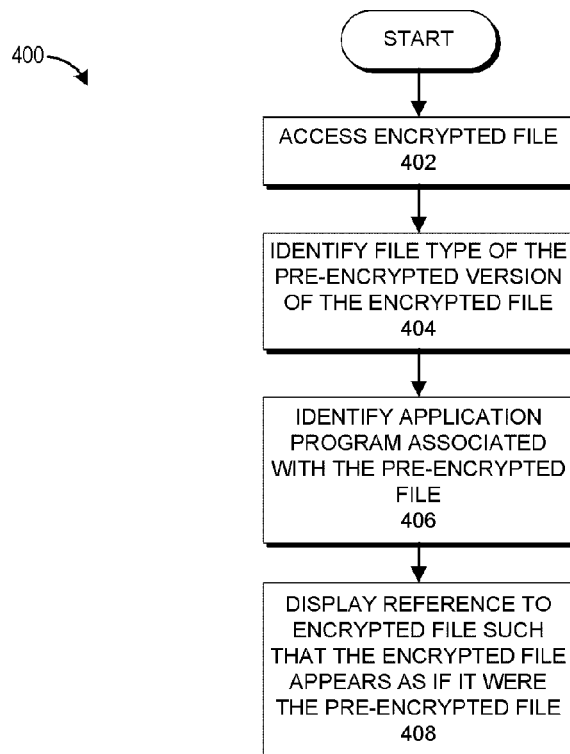 400
START
ACCESS ENCRYPTED FILE
402
IDENTIFY FILE TYPE OF THE
PRE-ENCRYPTED VERSION
OF THE ENCRYPTED FILE
404
IDENTIFY APPLICATION
PROGRAM ASSOCIATED
WITH THE PRE-ENCRYPTED
FILE
406
DISPLAY REFERENCE TO
ENCRYPTED FILE SUCH
THAT THE ENCRYPTED FILE
APPEARS AS IF IT WERE
THE PRE-ENCRYPTED FILE
408